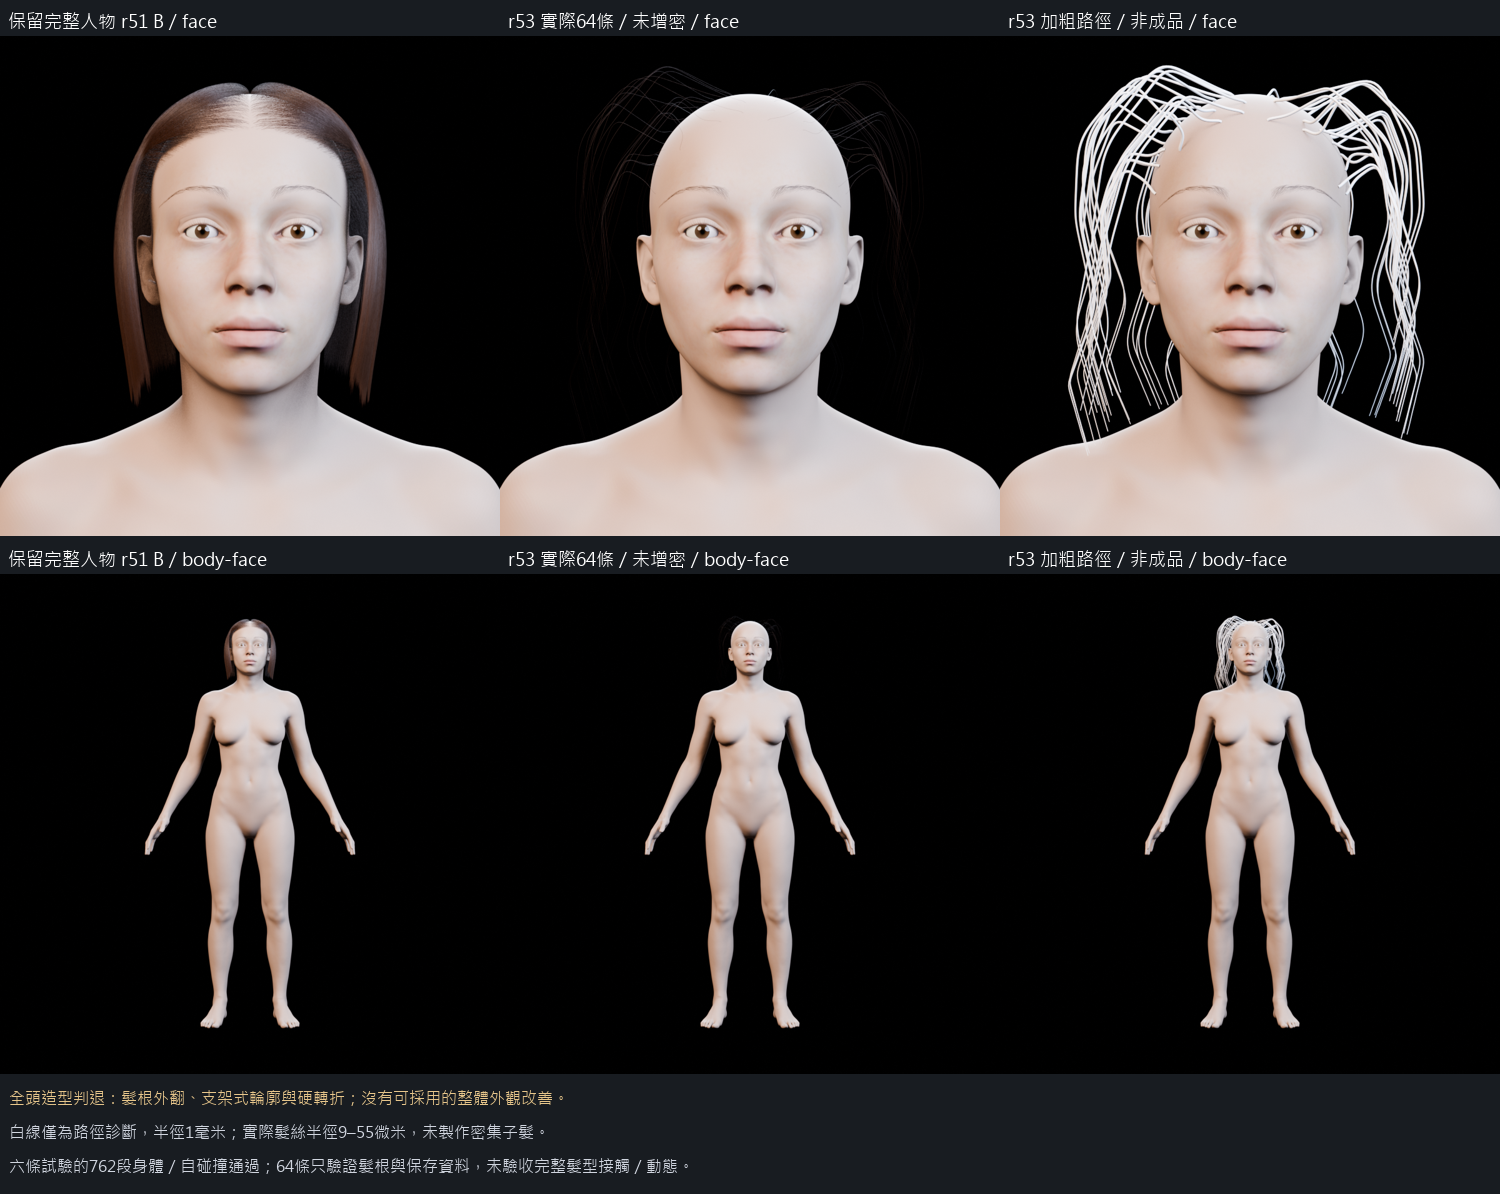 保留完整人物 r51 B / face
r53 實際64條 / 未增密 / face
r53 加粗路徑 / 非成品 / face
保留完整人物 r51 B / body-face
r53 實際64條 / 未增密 / body-face
r53 加粗路徑 / 非成品 / body-face
全頭造型判退：髮根外翻、支架式輪廓與硬轉折；沒有可採用的整體外觀改善。
白線僅為路徑診斷，半徑1毫米；實際髮絲半徑9–55微米，未製作密集子髮。
六條試驗的762段身體 / 自碰撞通過；64條只驗證髮根與保存資料，未驗收完整髮型接觸 / 動態。